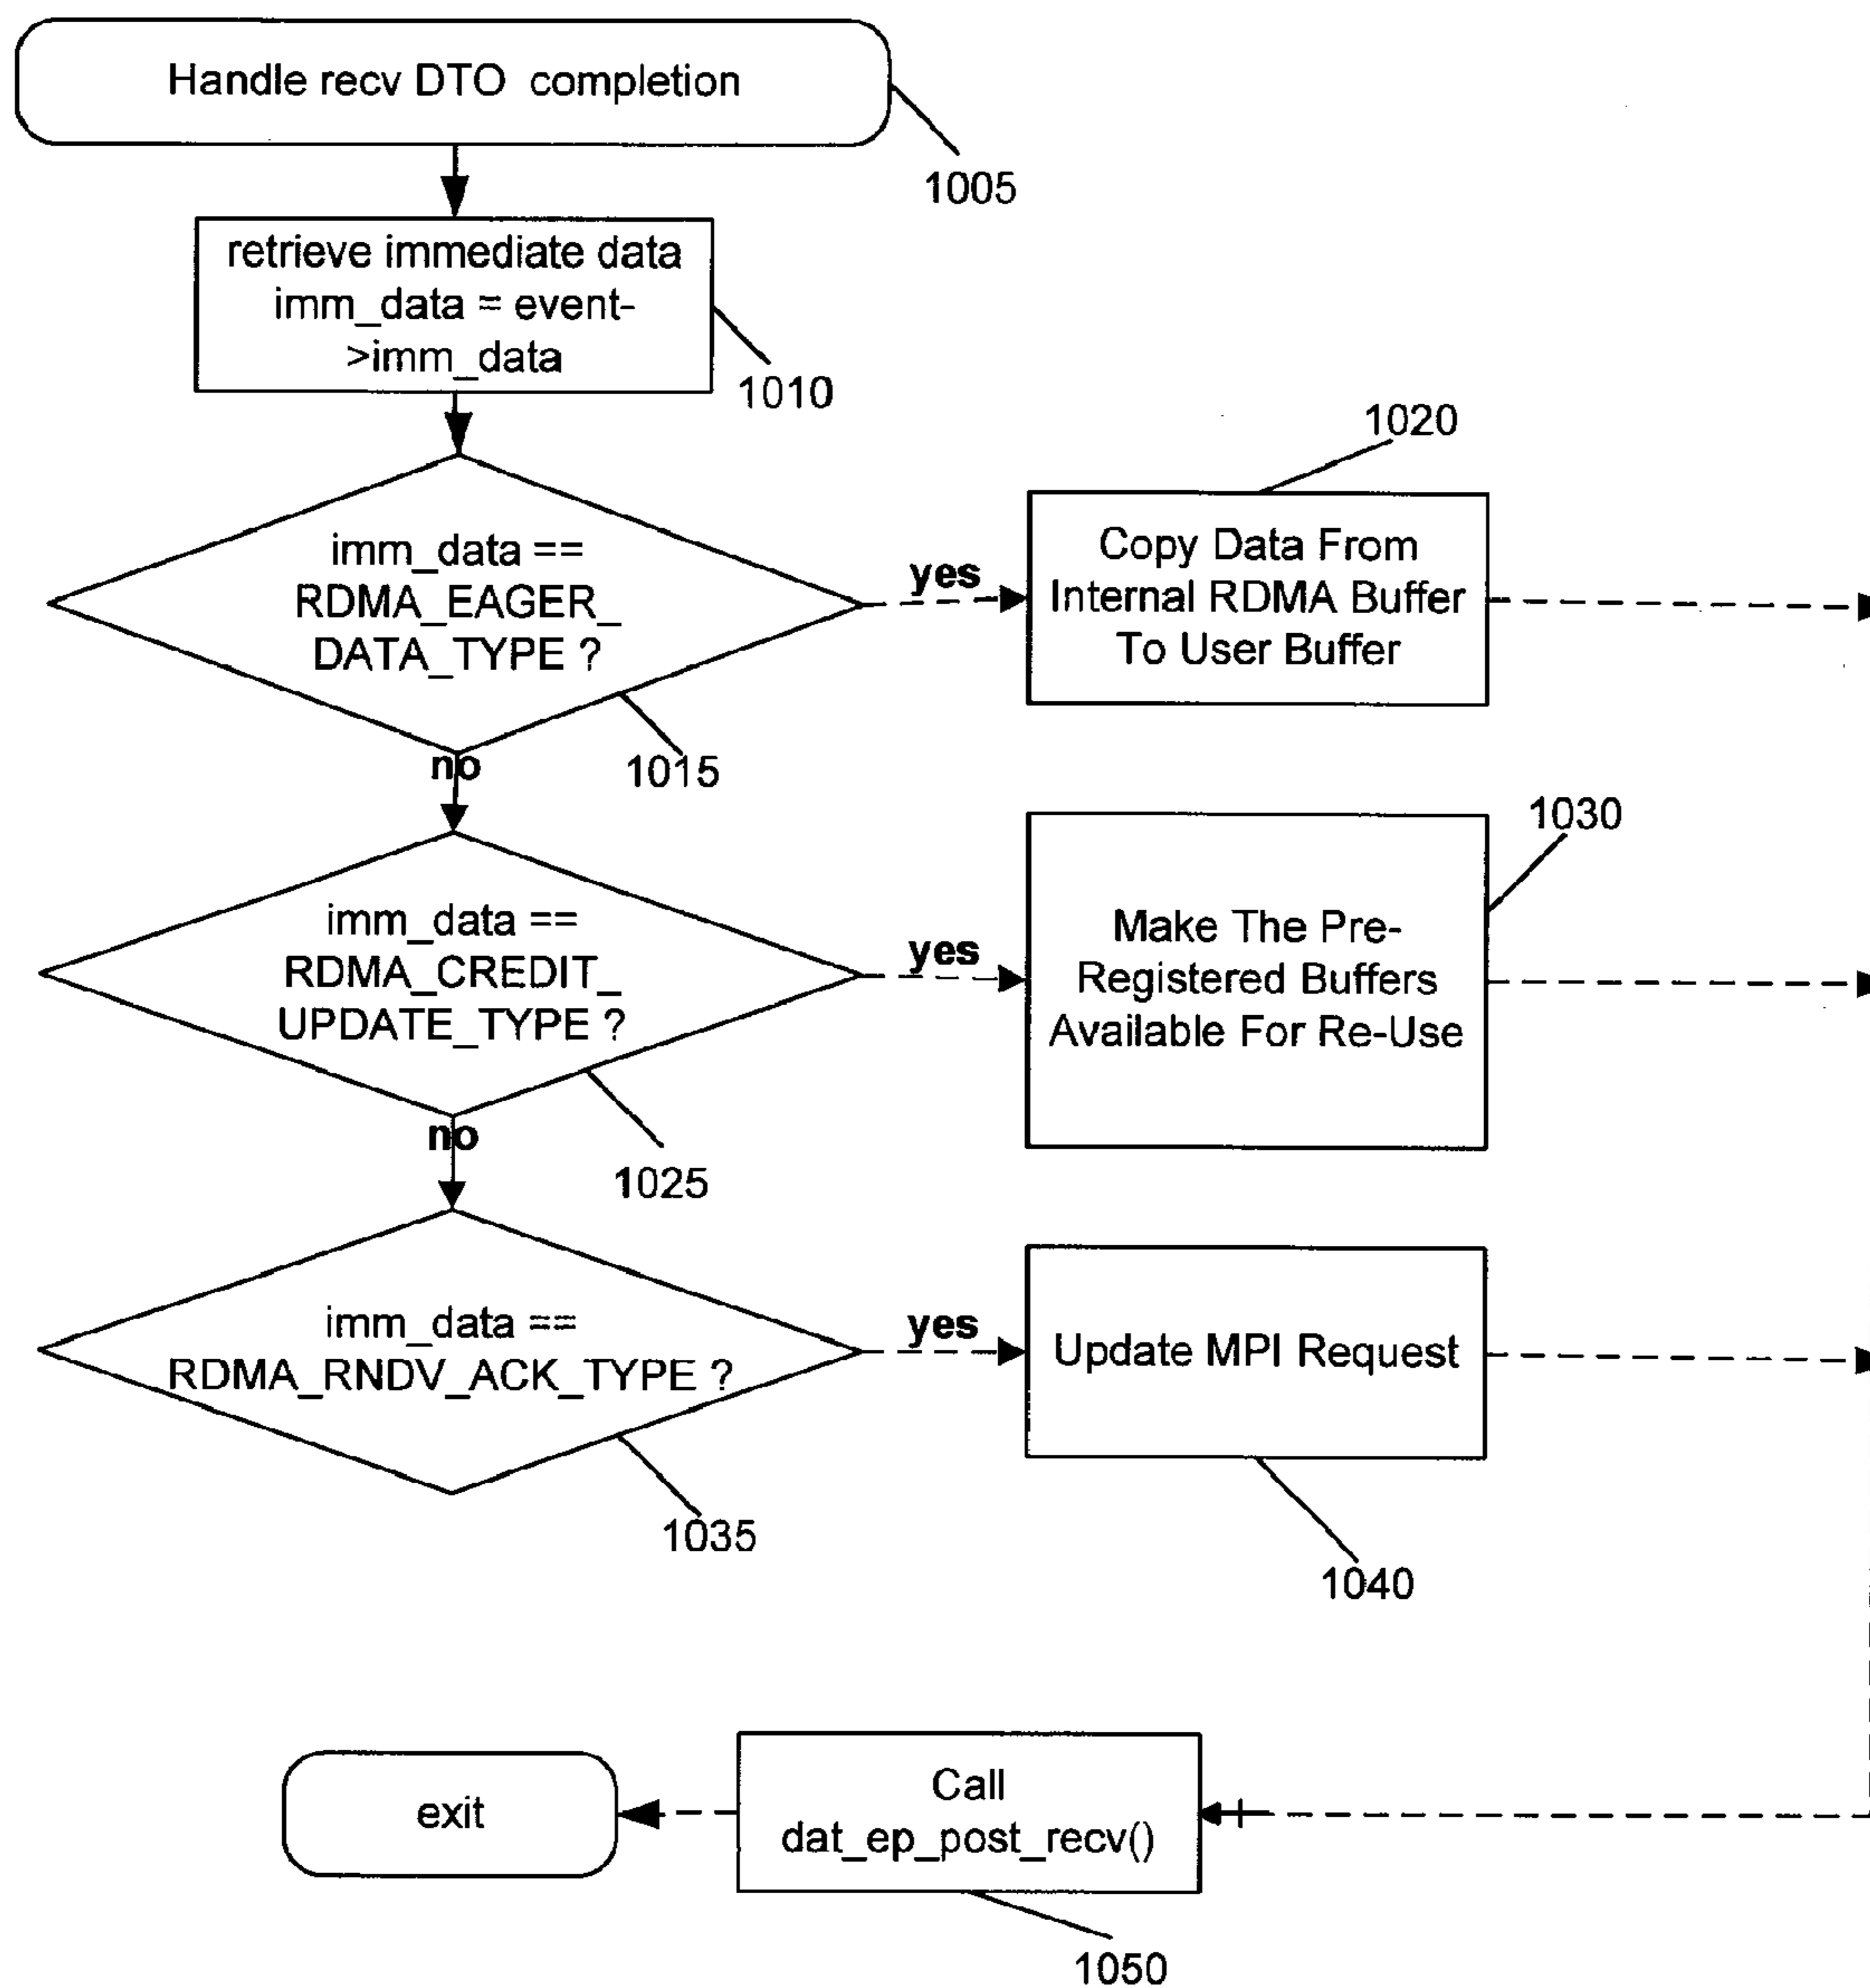 Handle recv DTO completion
1005
retrieve immediate data
imm_data = event-
>imm_data
1010
imm_data ==
RDMA_EAGER_
DATA_TYPE ?
1015
yes
1020
Copy Data From
Internal RDMA Buffer
To User Buffer
no
imm_data ==
RDMA_CREDIT_
UPDATE_TYPE ?
1025
yes
1030
Make The Pre-
Registered Buffers
Available For Re-Use
no
imm_data ==
RDMA_RNDV_ACK_TYPE ?
1035
yes
Update MPI Request
1040
exit
Call
dat_ep_post_recv()
1050